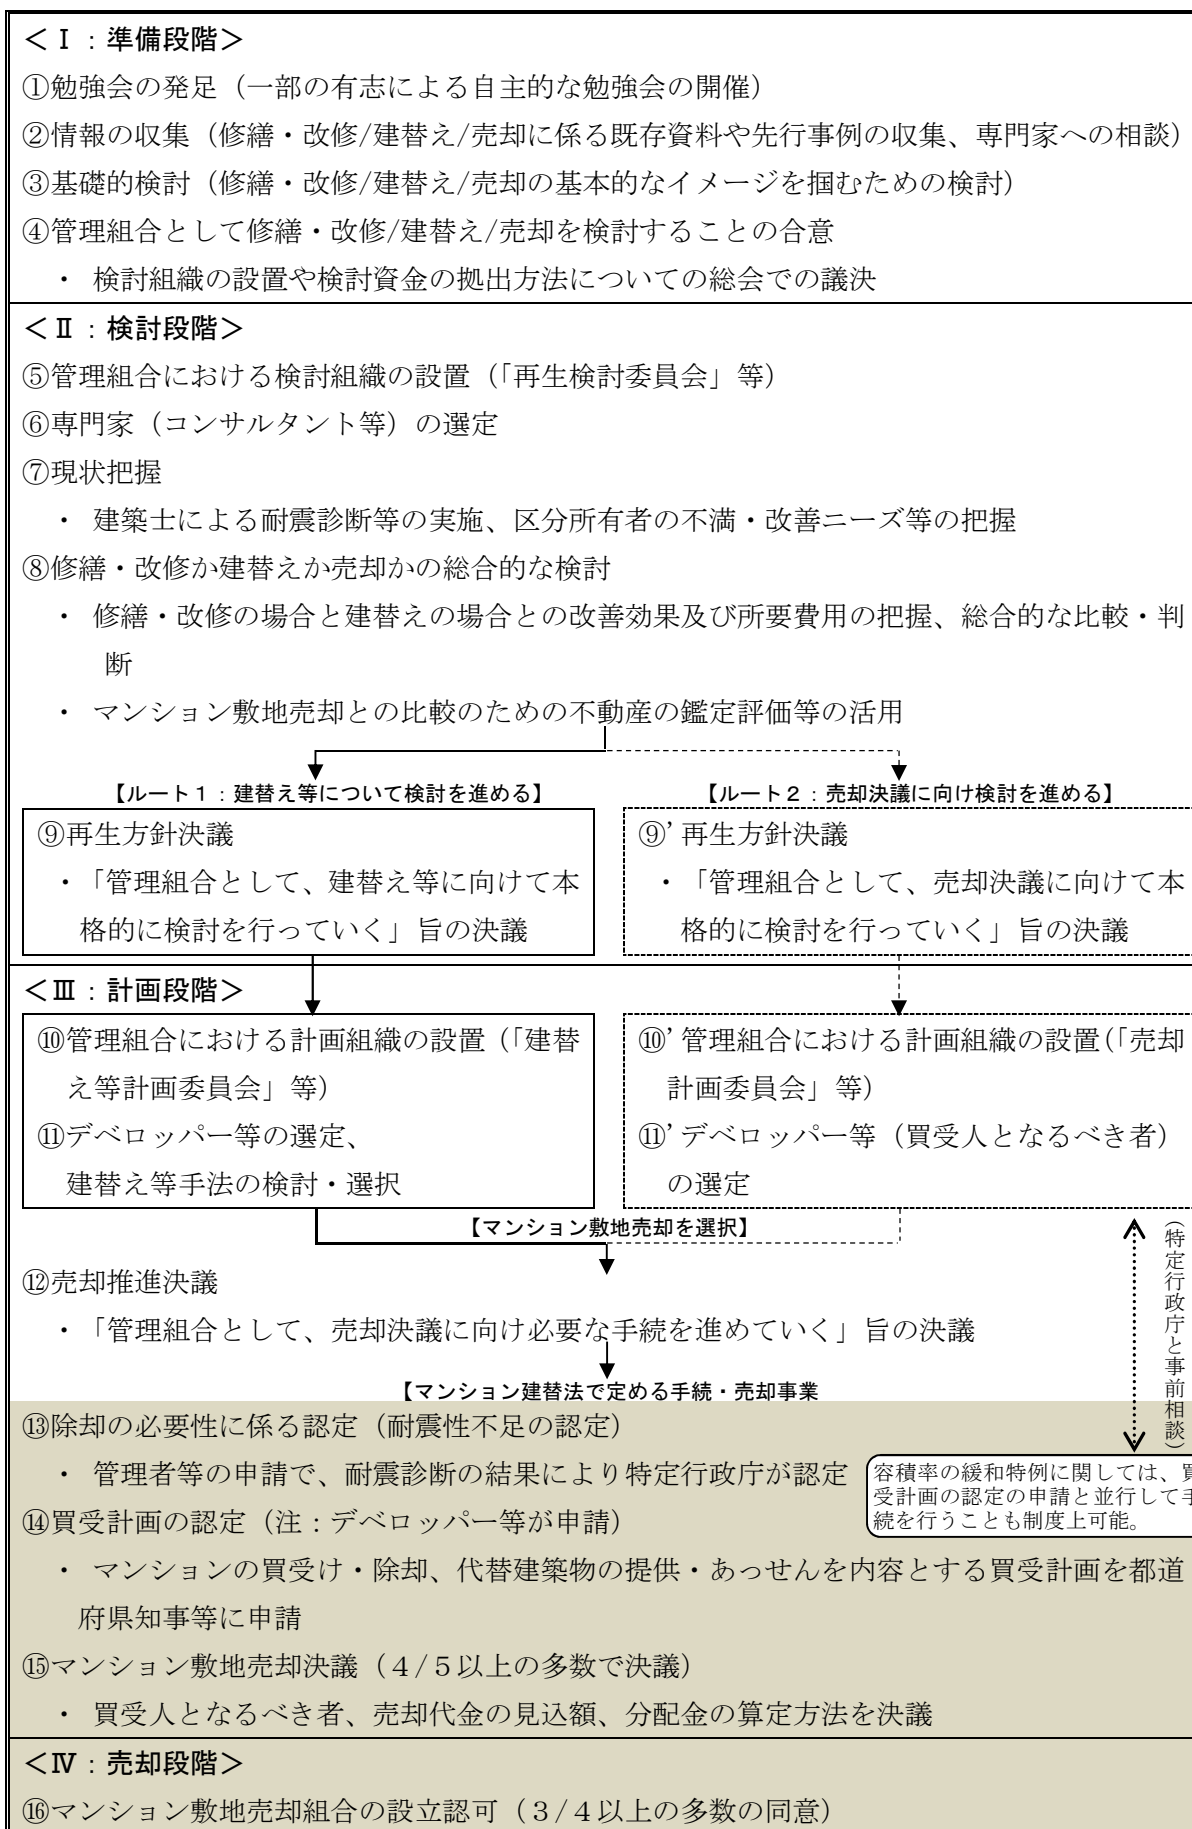 ＜Ⅰ：準備段階＞
①勉強会の発足（一部の有志による自主的な勉強会の開催）
②情報の収集（修繕・改修/建替え/売却に係る既存資料や先行事例の収集、専門家への相談）
③基礎的検討（修繕・改修/建替え/売却の基本的なイメージを掴むための検討）
④管理組合として修繕・改修/建替え/売却を検討することの合意
・ 検討組織の設置や検討資金の拠出方法についての総会での議決
＜Ⅱ：検討段階＞
⑤管理組合における検討組織の設置（「再生検討委員会」等）
⑥専門家（コンサルタント等）の選定
⑦現状把握
・ 建築士による耐震診断等の実施、区分所有者の不満・改善ニーズ等の把握
⑧修繕・改修か建替えか売却かの総合的な検討
・ 修繕・改修の場合と建替えの場合との改善効果及び所要費用の把握、総合的な比較・判
断
・ マンション敷地売却との比較のための不動産の鑑定評価等の活用
【ルート１：建替え等について検討を進める】
⑨再生方針決議
・「管理組合として、建替え等に向けて本
格的に検討を行っていく」旨の決議
【ルート２：売却決議に向け検討を進める】
⑨’再生方針決議
・「管理組合として、売却決議に向けて本
格的に検討を行っていく」旨の決議
＜Ⅲ：計画段階＞
⑩管理組合における計画組織の設置（「建替
え等計画委員会」等）
⑪デベロッパー等の選定、
建替え等手法の検討・選択
⑩’管理組合における計画組織の設置（「売却
計画委員会」等）
⑪’デベロッパー等（買受人となるべき者）
の選定
【マンション敷地売却を選択】
（特定行政庁と事前相談）
⑫売却推進決議
・「管理組合として、売却決議に向け必要な手続を進めていく」旨の決議
【マンション建替法で定める手続・売却事業
⑬除却の必要性に係る認定（耐震性不足の認定）
・ 管理者等の申請で、耐震診断の結果により特定行政庁が認定
容積率の緩和特例に関しては、買
受計画の認定の申請と並行して手
続を行うことも制度上可能。
⑭買受計画の認定（注：デベロッパー等が申請）
・ マンションの買受け・除却、代替建築物の提供・あっせんを内容とする買受計画を都道
府県知事等に申請
⑮マンション敷地売却決議（４/５以上の多数で決議）
・ 買受人となるべき者、売却代金の見込額、分配金の算定方法を決議
＜Ⅳ：売却段階＞
⑯マンション敷地売却組合の設立認可（３/４以上の多数の同意）